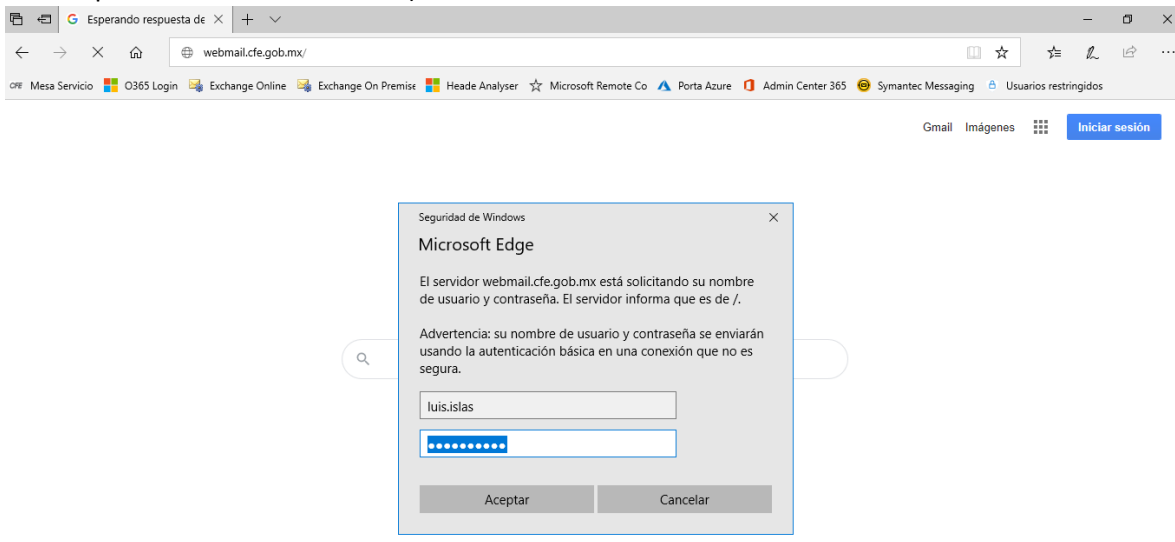 Esperando respuesta de
webmail.cfe.gob.mx/
CFE Mesa Servicio O365 Login Exchange Online Exchange On Premise Heade Analyser Microsoft Remote Co Porta Azure Admin Center 365 Symantec Messaging Usuarios restringidos
Gmail Imágenes Iniciar sesión
Seguridad de Windows
Microsoft Edge
El servidor webmail.cfe.gob.mx está solicitando su nombre
de usuario y contraseña. El servidor informa que es de /.
Advertencia: su nombre de usuario y contraseña se enviarán
usando la autenticación básica en una conexión que no es
segura.
luis.islas
••••••••••
Aceptar Cancelar